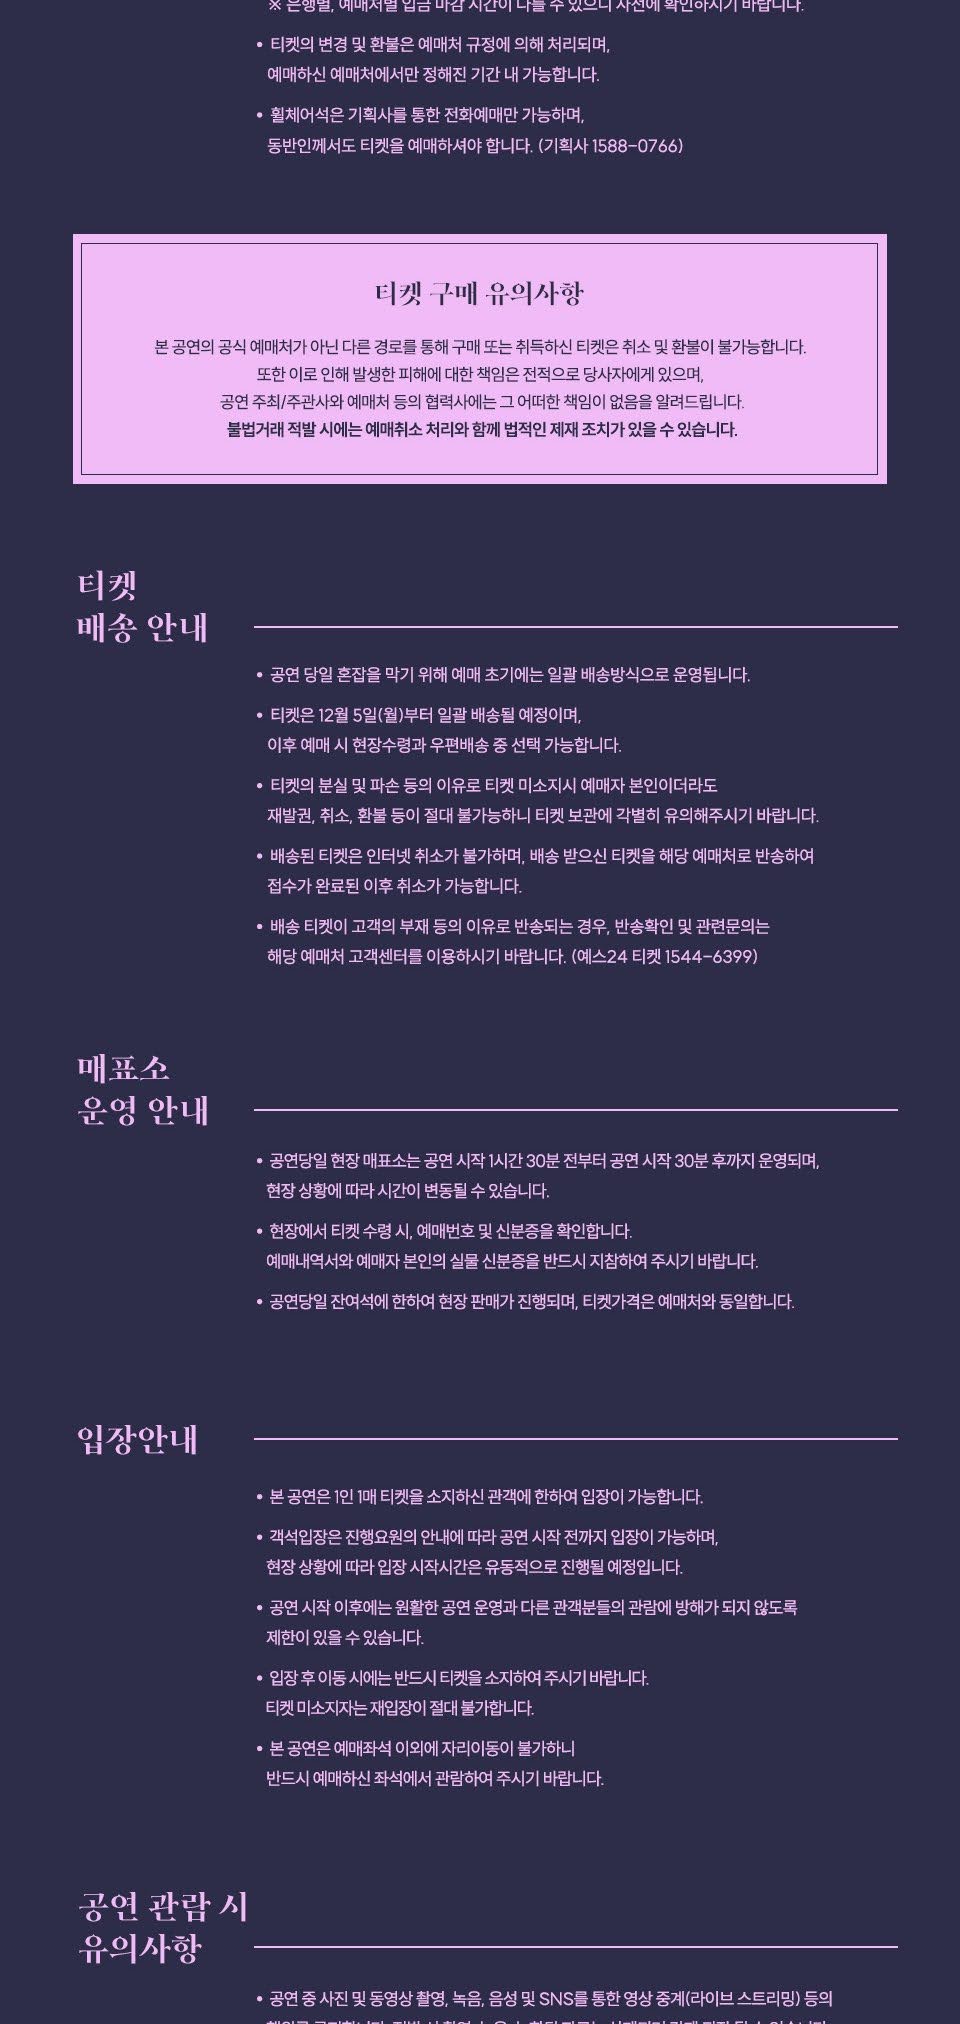 ※ 은행별, 예매처별 입금 마감 시간이 다를 수 있으니 사전에 확인하시기 바랍니다.
• 티켓의 변경 및 환불은 예매처 규정에 의해 처리되며,
예매하신 예매처에서만 정해진 기간 내 가능합니다.
• 휠체어석은 기획사를 통한 전화예매만 가능하며,
동반인께서도 티켓을 예매하셔야 합니다. (기획사 1588-0766)
티켓 구매 유의사항
본 공연의 공식 예매처가 아닌 다른 경로를 통해 구매 또는 취득하신 티켓은 취소 및 환불이 불가능합니다.
또한 이로 인해 발생한 피해에 대한 책임은 전적으로 당사자에게 있으며,
공연 주최/주관사와 예매처 등의 협력사에는 그 어떠한 책임이 없음을 알려드립니다.
불법거래 적발 시에는 예매취소 처리와 함께 법적인 제재 조치가 있을 수 있습니다.
티켓
배송 안내
• 공연 당일 혼잡을 막기 위해 예매 초기에는 일괄 배송방식으로 운영됩니다.
• 티켓은 12월 5일(월)부터 일괄 배송될 예정이며,
이후 예매 시 현장수령과 우편배송 중 선택 가능합니다.
• 티켓의 분실 및 파손 등의 이유로 티켓 미소지시 예매자 본인이더라도
재발권, 취소, 환불 등이 절대 불가능하니 티켓 보관에 각별히 유의해주시기 바랍니다.
• 배송된 티켓은 인터넷 취소가 불가하며, 배송 받으신 티켓을 해당 예매처로 반송하여
접수가 완료된 이후 취소가 가능합니다.
• 배송 티켓이 고객의 부재 등의 이유로 반송되는 경우, 반송확인 및 관련문의는
해당 예매처 고객센터를 이용하시기 바랍니다. (예스24 티켓 1544-6399)
매표소
운영 안내
• 공연당일 현장 매표소는 공연 시작 1시간 30분 전부터 공연 시작 30분 후까지 운영되며,
현장 상황에 따라 시간이 변동될 수 있습니다.
• 현장에서 티켓 수령 시, 예매번호 및 신분증을 확인합니다.
예매내역서와 예매자 본인의 실물 신분증을 반드시 지참하여 주시기 바랍니다.
• 공연당일 잔여석에 한하여 현장 판매가 진행되며, 티켓가격은 예매처와 동일합니다.
입장안내
• 본 공연은 1인 1매 티켓을 소지하신 관객에 한하여 입장이 가능합니다.
• 객석입장은 진행요원의 안내에 따라 공연 시작 전까지 입장이 가능하며,
현장 상황에 따라 입장 시작시간은 유동적으로 진행될 예정입니다.
• 공연 시작 이후에는 원활한 공연 운영과 다른 관객분들의 관람에 방해가 되지 않도록
제한이 있을 수 있습니다.
• 입장 후 이동 시에는 반드시 티켓을 소지하여 주시기 바랍니다.
티켓 미소지자는 재입장이 절대 불가합니다.
• 본 공연은 예매좌석 이외에 자리이동이 불가하니
반드시 예매하신 좌석에서 관람하여 주시기 바랍니다.
공연 관람 시
유의사항
• 공연 중 사진 및 동영상 촬영, 녹음, 음성 및 SNS를 통한 영상 중계(라이브 스트리밍) 등의